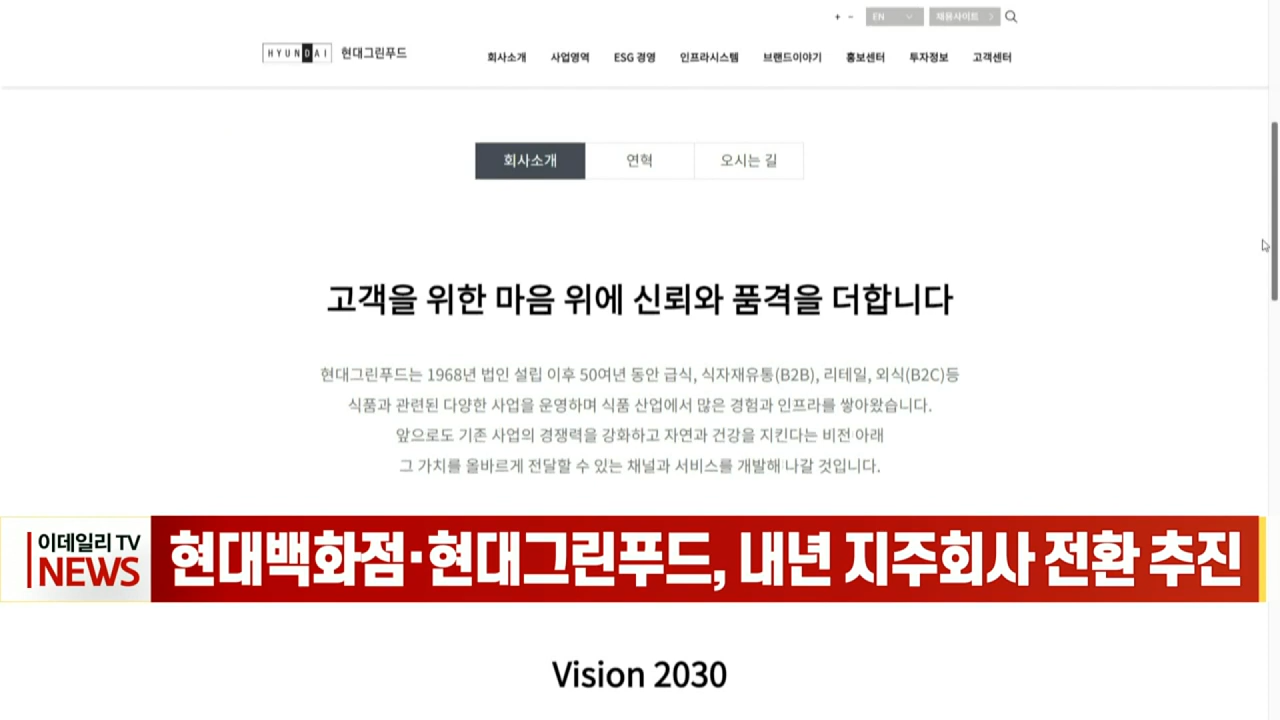 + - EN 채용사이트
HYUNDAI 현대그린푸드 회사소개 사업영역 ESG 경영 인프라시스템 브랜드이야기 홍보센터 투자정보 고객센터
회사소개 연혁 오시는 길
고객을 위한 마음 위에 신뢰와 품격을 더합니다
현대그린푸드는 1968년 법인 설립 이후 50여년 동안 급식, 식자재유통(B2B), 리테일, 외식(B2C)등
식품과 관련된 다양한 사업을 운영하며 식품 산업에서 많은 경험과 인프라를 쌓아왔습니다.
앞으로도 기존 사업의 경쟁력을 강화하고 자연과 건강을 지킨다는 비전 아래
그 가치를 올바르게 전달할 수 있는 채널과 서비스를 개발해 나갈 것입니다.
이데일리 TV
NEWS
현대백화점·현대그린푸드, 내년 지주회사 전환 추진
Vision 2030